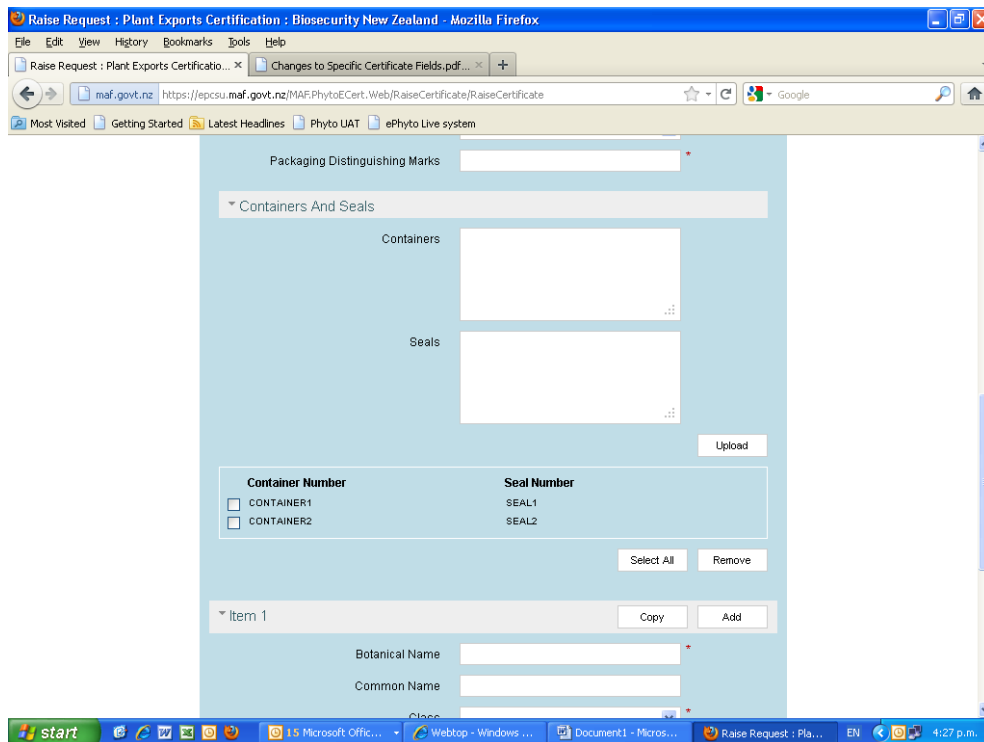 Raise Request : Plant Exports Certification : Biosecurity New Zealand - Mozilla Firefox
File Edit View History Bookmarks Tools Help
Raise Request : Plant Exports Certificatio... × Changes to Specific Certificate Fields.pdf... × +
maf.govt.nz https://epcsu.maf.govt.nz/MAF.PhytoECert.Web/RaiseCertificate/RaiseCertificate Google
Most Visited Getting Started Latest Headlines Phyto UAT ePhyto Live system
Packaging Distinguishing Marks *
Containers And Seals
Containers
Seals
Upload
Container Number Seal Number
CONTAINER1 SEAL1
CONTAINER2 SEAL2
Select All Remove
Item 1 Copy Add
Botanical Name *
Common Name
Class *
start 15 Microsoft Offic... Webtop - Windows ... Document1 - Micros... Raise Request : Pla... EN 4:27 p.m.